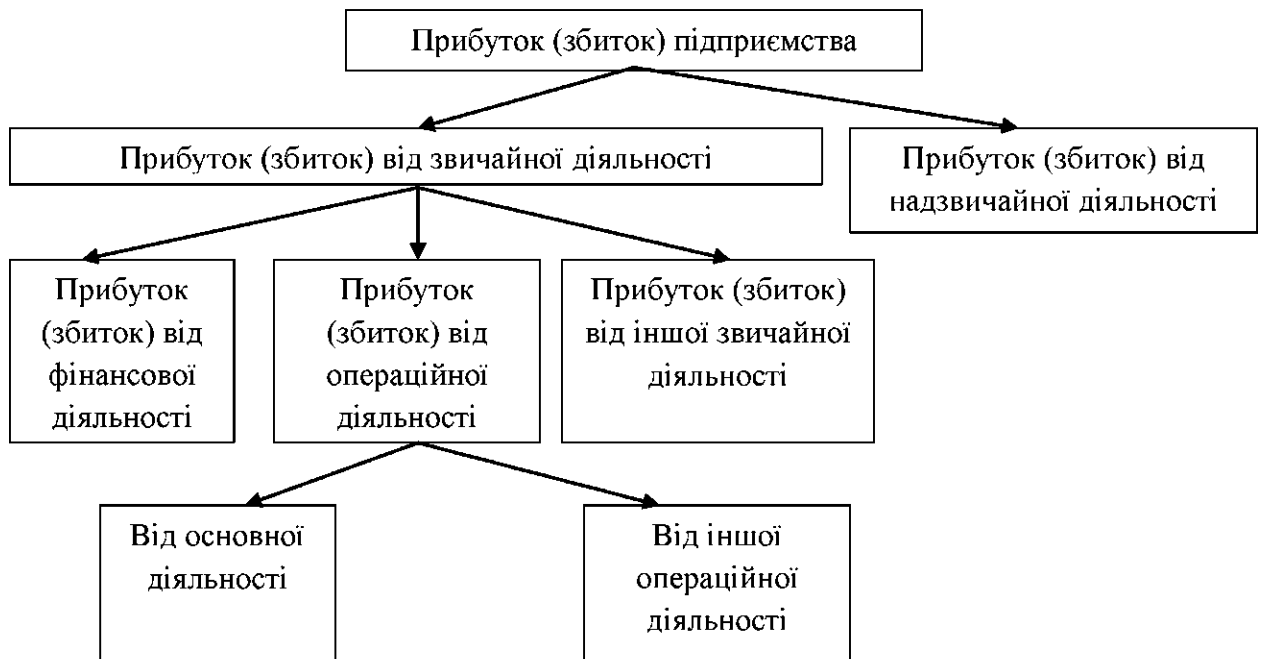 Прибуток (збиток) підприємства
Прибуток (збиток) від звичайної діяльності
Прибуток (збиток) від
надзвичайної діяльності
Прибуток
(збиток) від
фінансової
діяльності
Прибуток
(збиток) від
операційної
діяльності
Прибуток (збиток)
від іншої звичайної
діяльності
Від основної
діяльності
Від іншої
операційної
діяльності